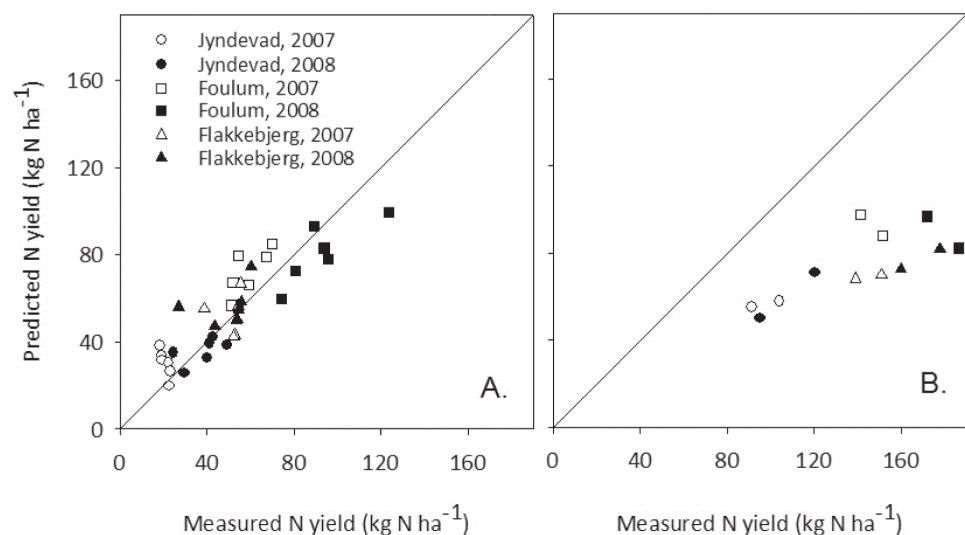 Jyndevad, 2007
Jyndevad, 2008
Foulum, 2007
Foulum, 2008
Flakkebjerg, 2007
Flakkebjerg, 2008
Predicted N yield (kg N ha⁻¹)
160
120
80
40
0
A.
B.
0 40 80 120 160
0 40 80 120 160
Measured N yield (kg N ha⁻¹)
Measured N yield (kg N ha⁻¹)